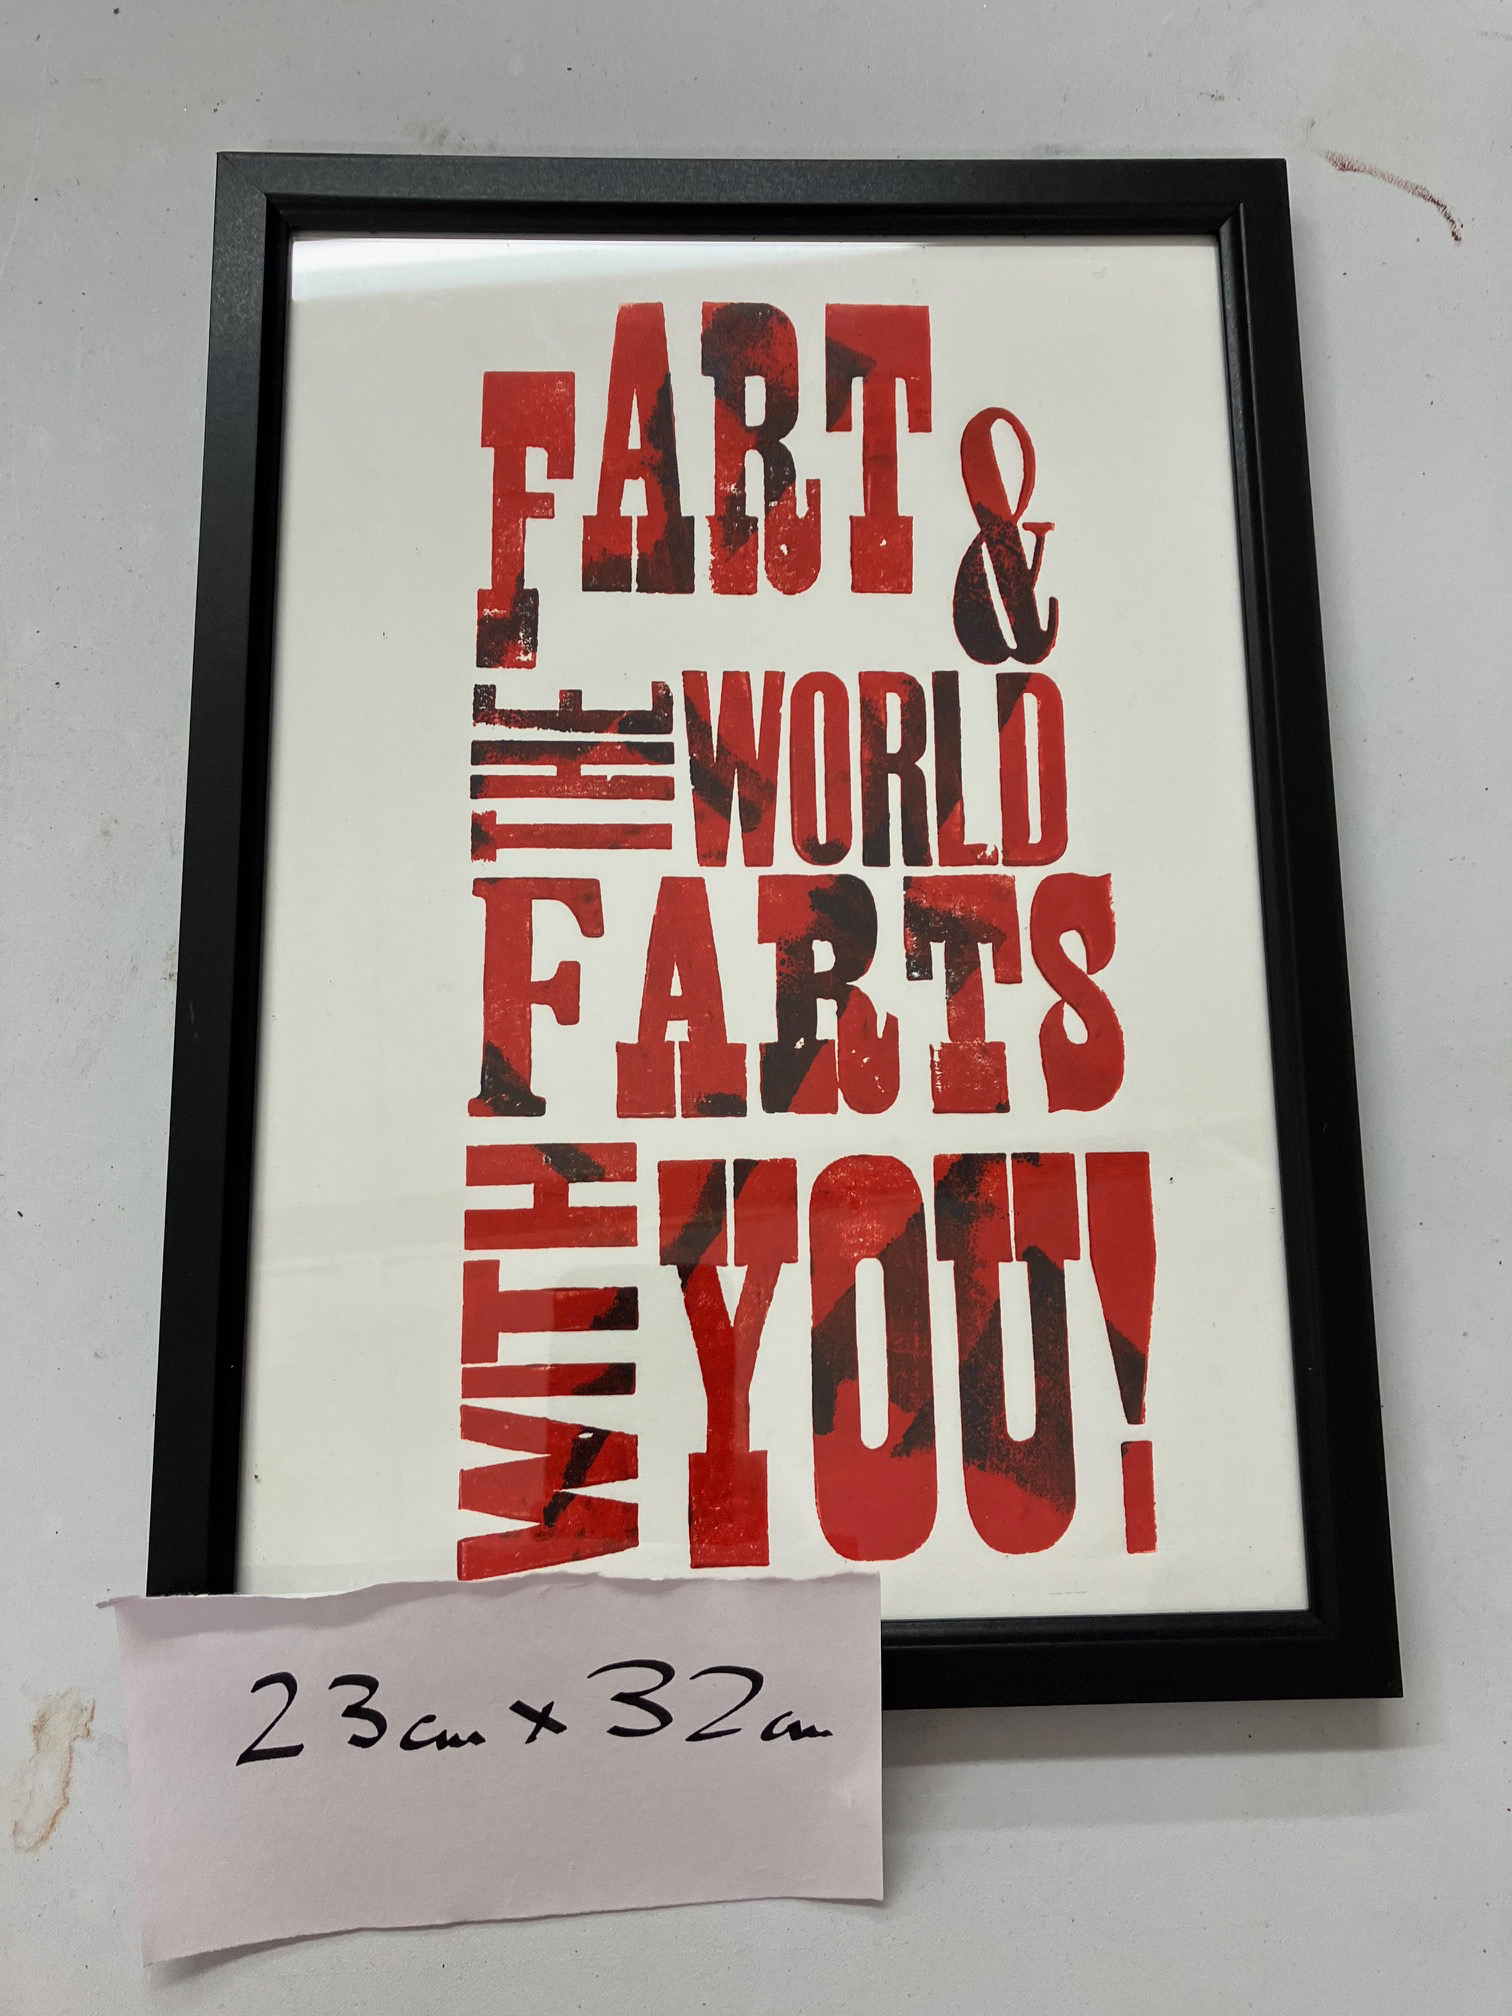 FART &
THE WORLD
FARTS
WITH YOU!
23cm x 32cm